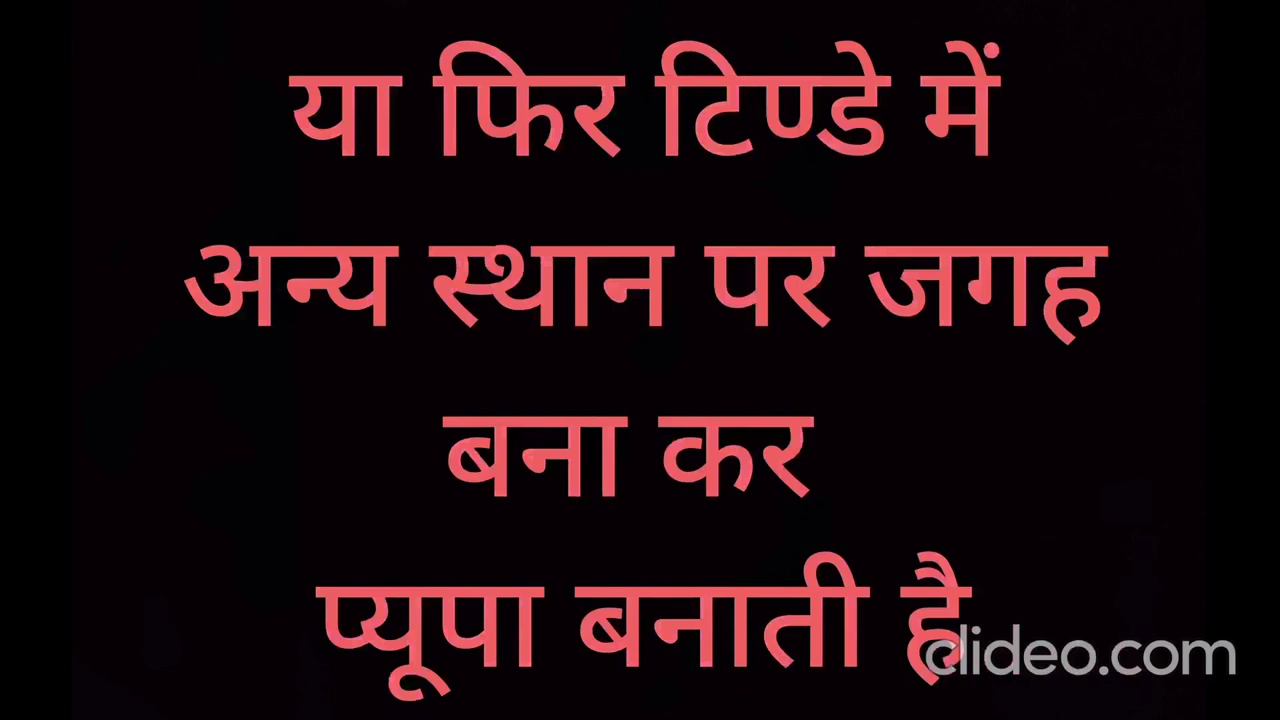 या फिर टिण्डे में
अन्य स्थान पर जगह
बना कर
प्यूपा बनाती है
clideo.com